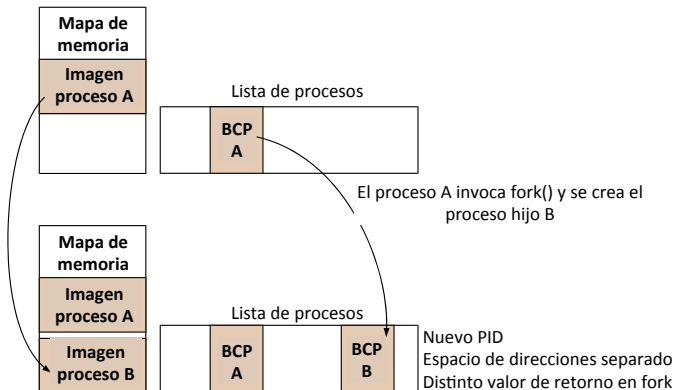 Mapa de
memoria
Imagen
proceso A
Lista de procesos
BCP
A
El proceso A invoca fork() y se crea el
proceso hijo B
Mapa de
memoria
Imagen
proceso A
Lista de procesos
Imagen
proceso B
BCP
A
BCP
B
Nuevo PID
Espacio de direcciones separado
Distinto valor de retorno en fork